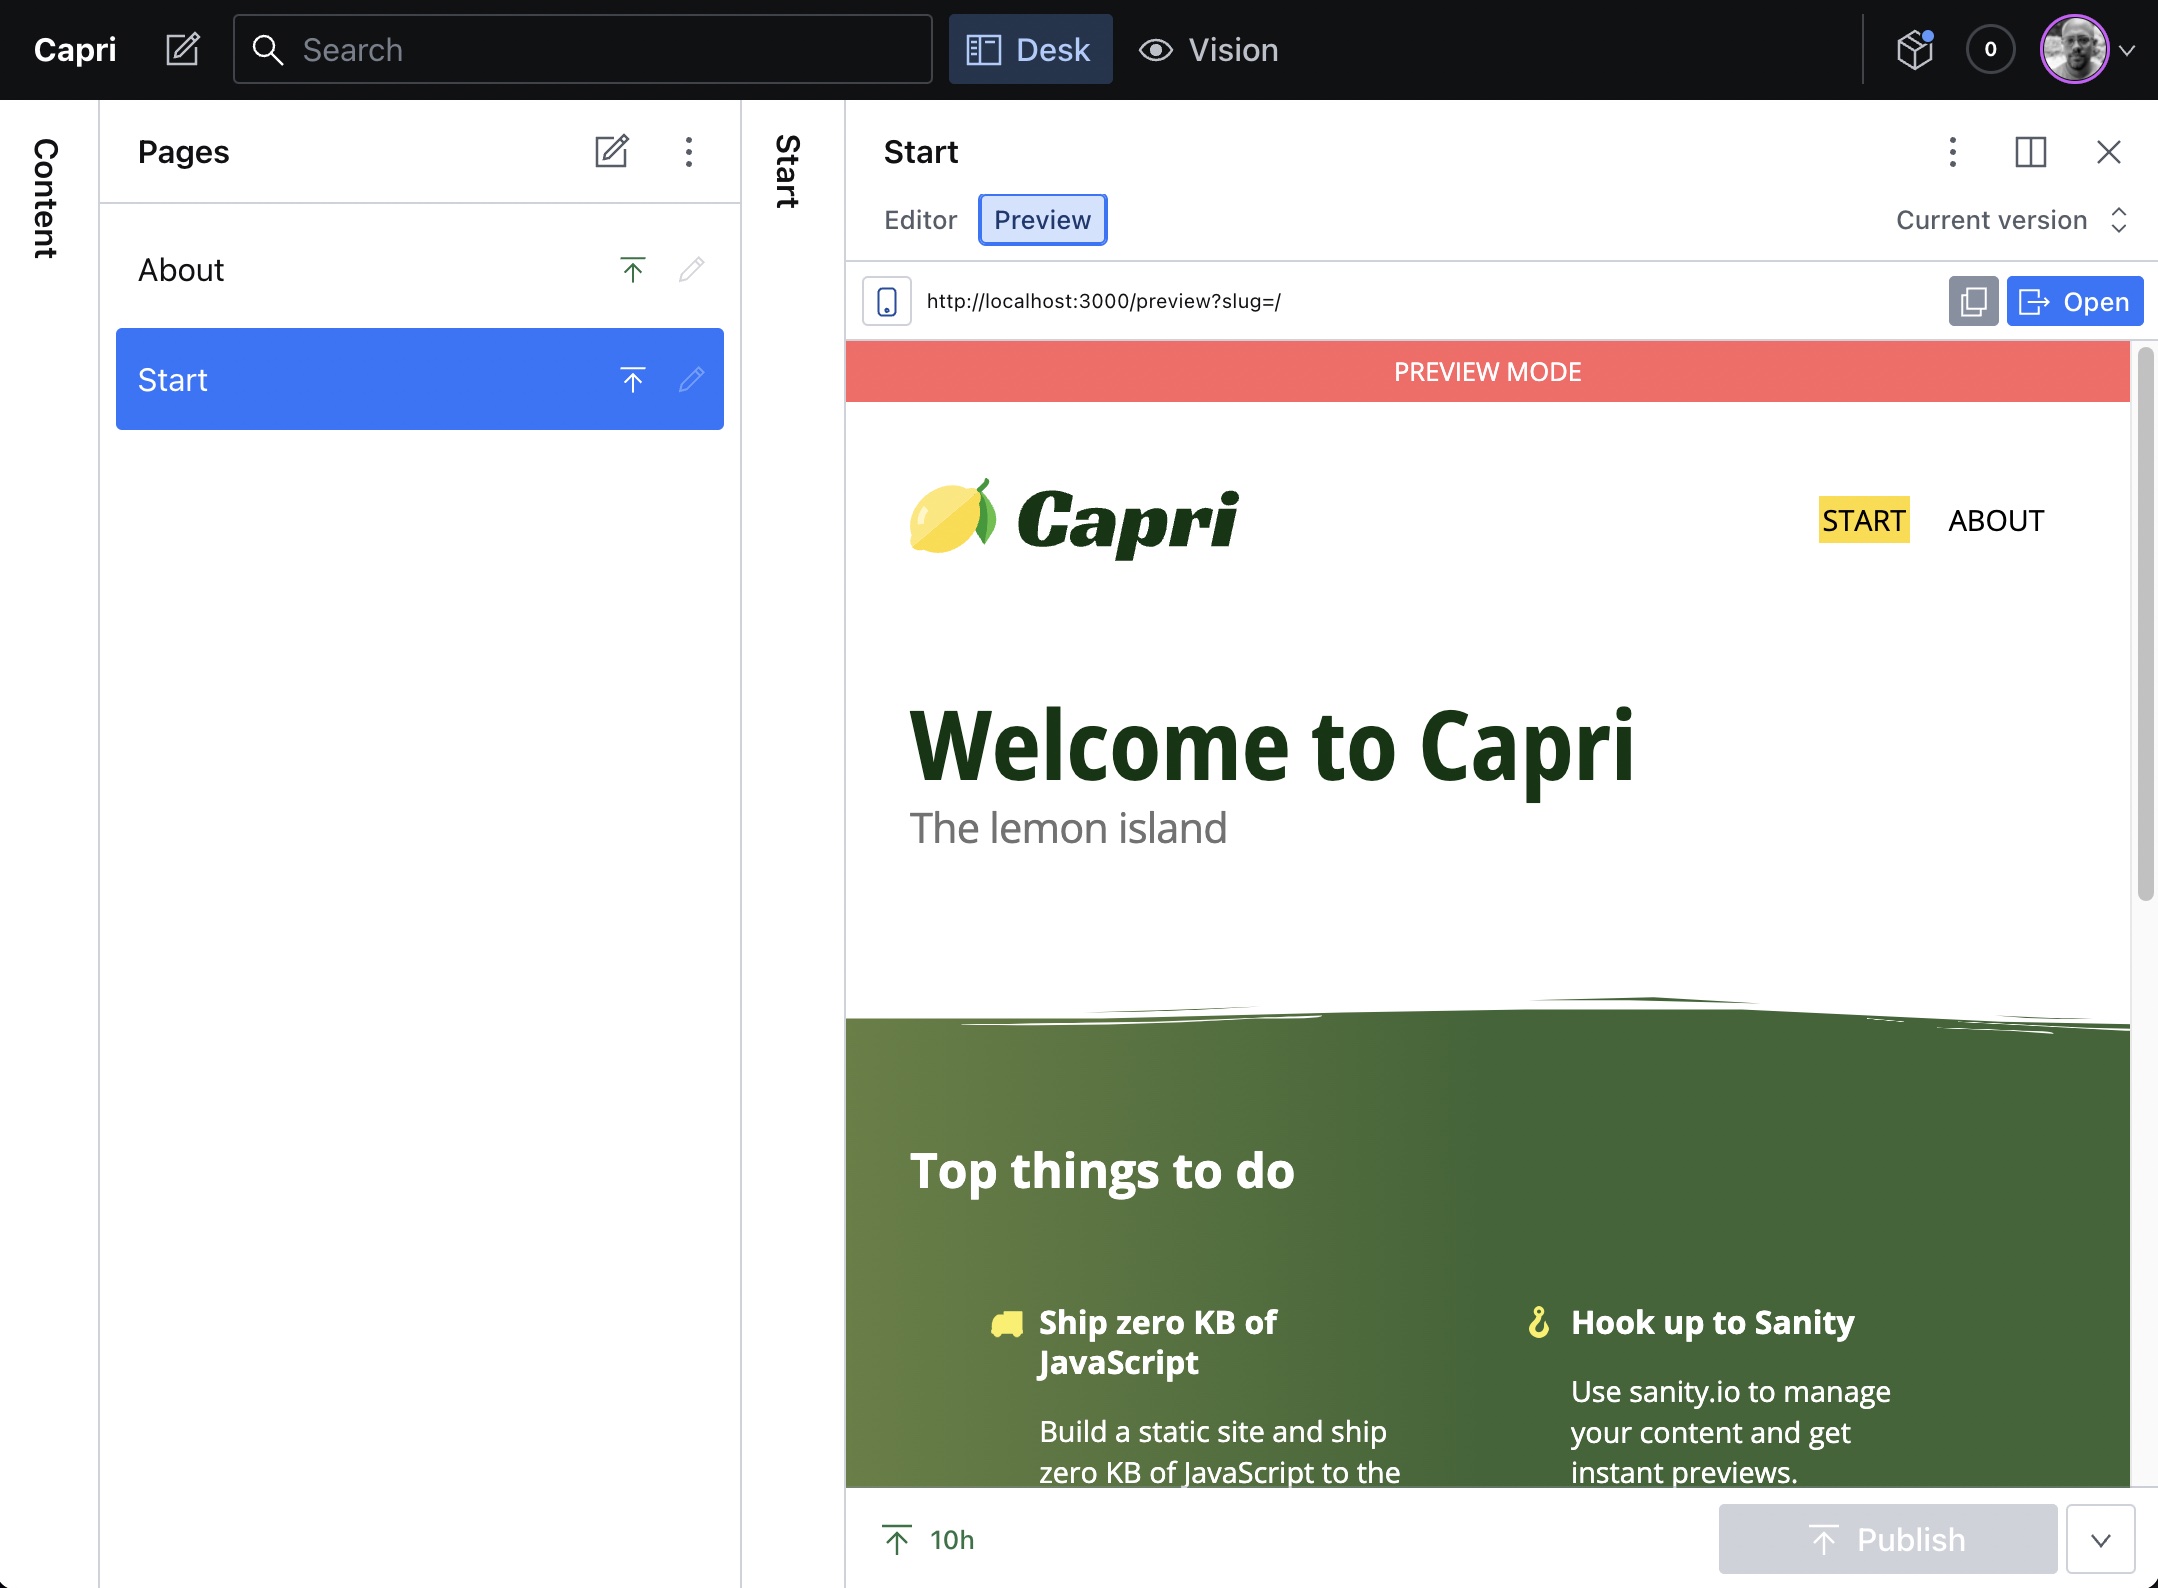 Capri
Search
Desk
Vision
0
Content
Pages
About
Start
Start
Start
Editor
Preview
Current version
http://localhost:3000/preview?slug=/
Open
PREVIEW MODE
Capri
START
ABOUT
Welcome to Capri
The lemon island
Top things to do
Ship zero KB of
JavaScript
Build a static site and ship
zero KB of JavaScript to the
Hook up to Sanity
Use sanity.io to manage
your content and get
instant previews.
10h
Publish